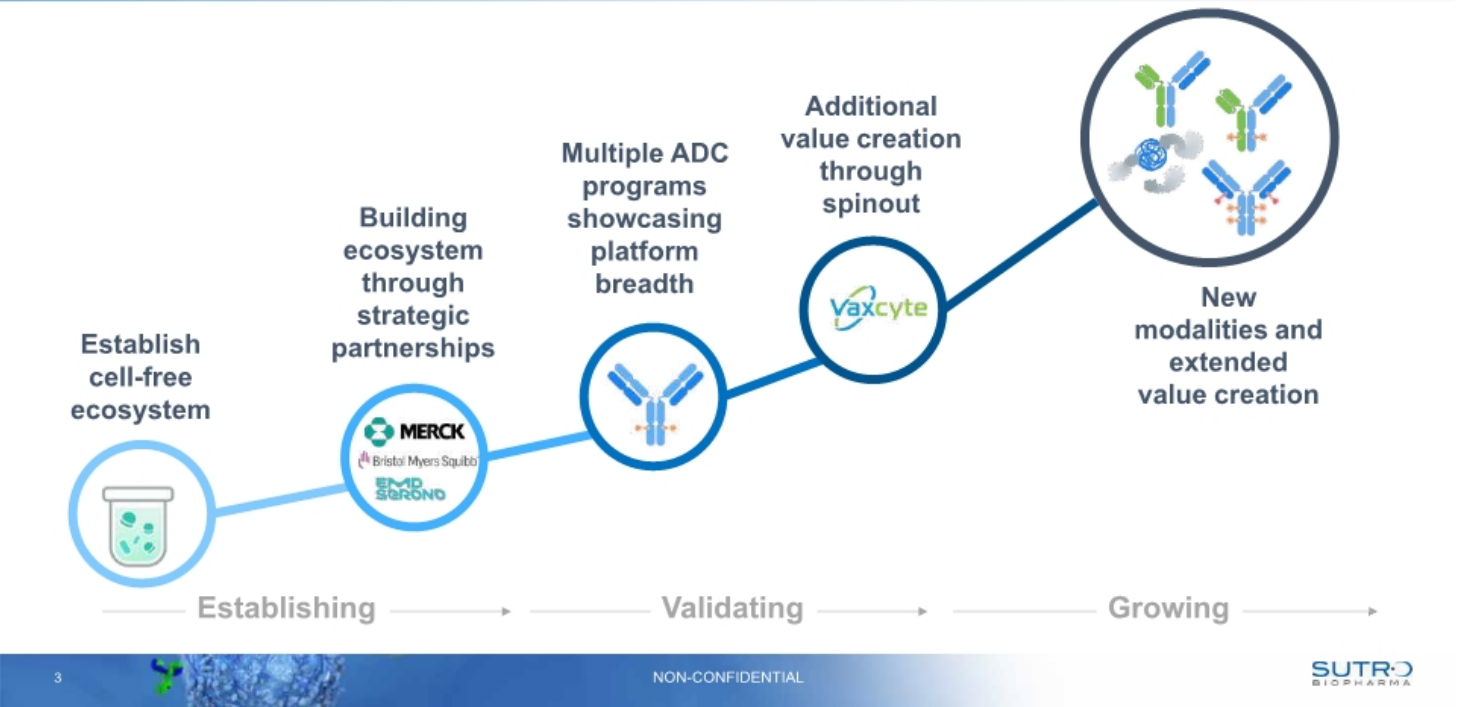 Establish
cell-free
ecosystem
Building
ecosystem
through
strategic
partnerships
MERCK
Bristol Myers Squibb
EMD
SERONO
Multiple ADC
programs
showcasing
platform
breadth
Additional
value creation
through
spinout
Vaxcyte
New
modalities and
extended
value creation
Establishing
Validating
Growing
3
NON-CONFIDENTIAL
SUTRO
BIOPHARMA